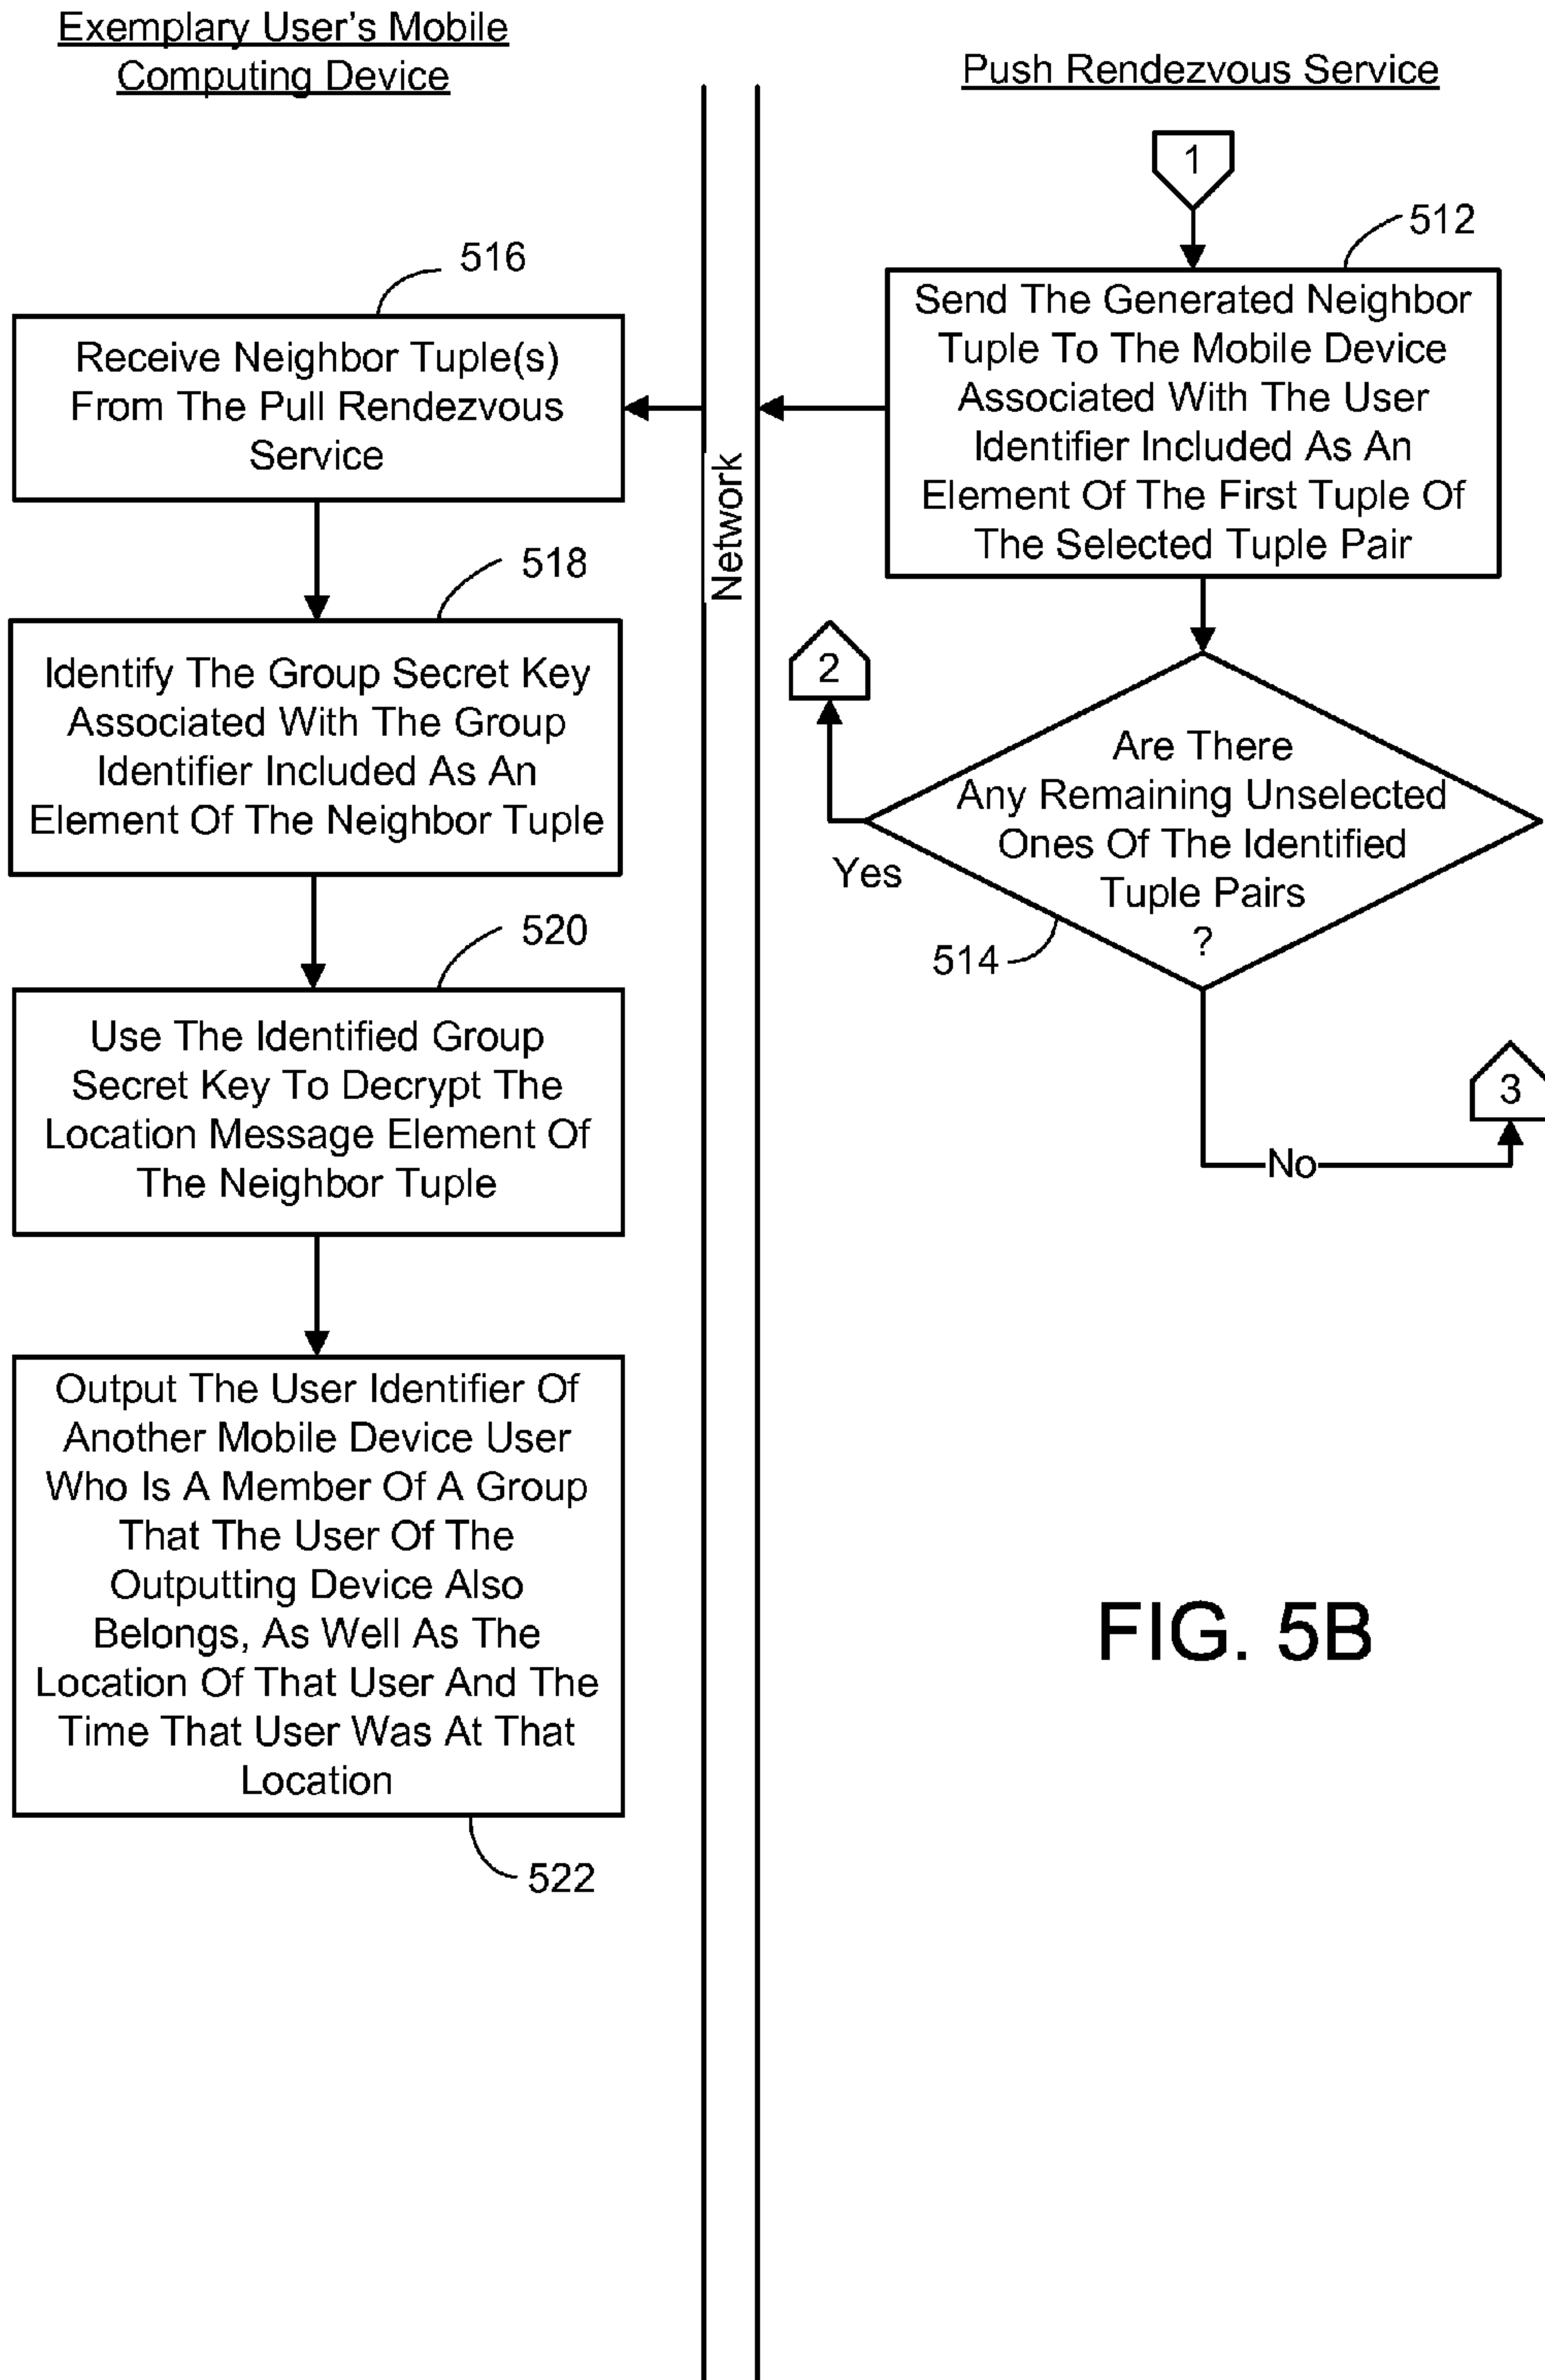 Exemplary User's Mobile
Computing Device
Push Rendezvous Service
1
512
Send The Generated Neighbor
Tuple To The Mobile Device
Associated With The User
Identifier Included As An
Element Of The First Tuple Of
The Selected Tuple Pair
516
Receive Neighbor Tuple(s)
From The Pull Rendezvous
Service
Network
518
Identify The Group Secret Key
Associated With The Group
Identifier Included As An
Element Of The Neighbor Tuple
2
Are There
Any Remaining Unselected
Ones Of The Identified
Tuple Pairs
?
Yes
514
No
3
520
Use The Identified Group
Secret Key To Decrypt The
Location Message Element Of
The Neighbor Tuple
Output The User Identifier Of
Another Mobile Device User
Who Is A Member Of A Group
That The User Of The
Outputting Device Also
Belongs, As Well As The
Location Of That User And The
Time That User Was At That
Location
522
FIG. 5B